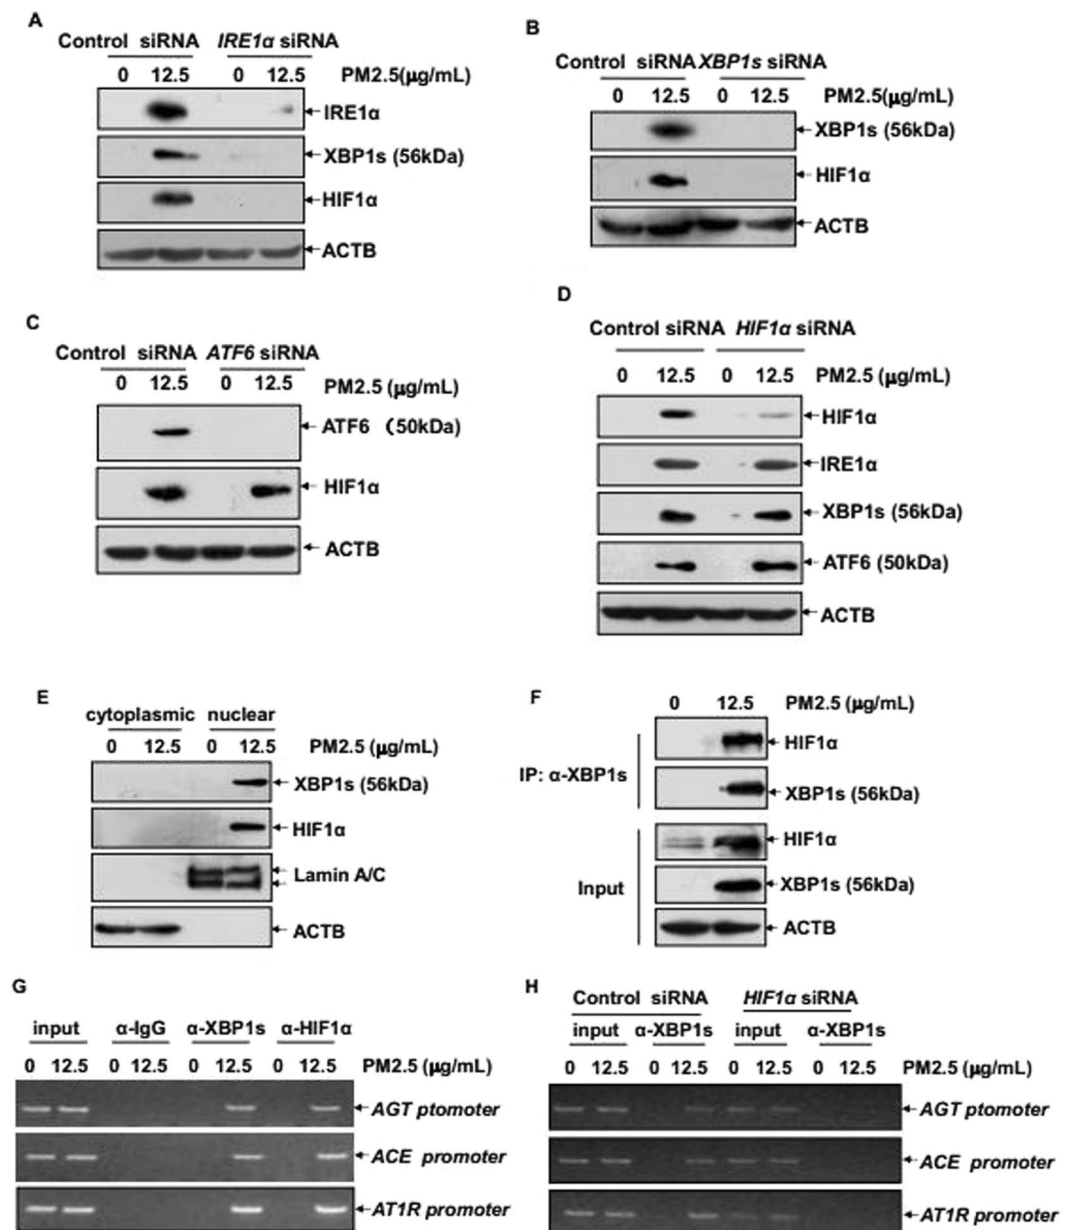 A
Control siRNA IRE1α siRNA
0 12.5 0 12.5 PM2.5(μg/mL)
IRE1α
XBP1s (56kDa)
HIF1α
ACTB
B
Control siRNA XBP1s siRNA
0 12.5 0 12.5 PM2.5(μg/mL)
XBP1s (56kDa)
HIF1α
ACTB
C
Control siRNA ATF6 siRNA
0 12.5 0 12.5 PM2.5 (μg/mL)
ATF6 (50kDa)
HIF1α
ACTB
D
Control siRNA HIF1α siRNA
0 12.5 0 12.5 PM2.5 (μg/mL)
HIF1α
IRE1α
XBP1s (56kDa)
ATF6 (50kDa)
ACTB
E
cytoplasmic nuclear
0 12.5 0 12.5 PM2.5 (μg/mL)
XBP1s (56kDa)
HIF1α
Lamin A/C
ACTB
F
0 12.5 PM2.5 (μg/mL)
IP: α-XBP1s
HIF1α
XBP1s (56kDa)
Input
HIF1α
XBP1s (56kDa)
ACTB
G
input α-IgG α-XBP1s α-HIF1α
0 12.5 0 12.5 0 12.5 0 12.5 PM2.5 (μg/mL)
AGT ptomoter
ACE promoter
AT1R promoter
H
Control siRNA HIF1α siRNA
input α-XBP1s input α-XBP1s
0 12.5 0 12.5 0 12.5 0 12.5 PM2.5 (μg/mL)
AGT ptomoter
ACE promoter
AT1R promoter